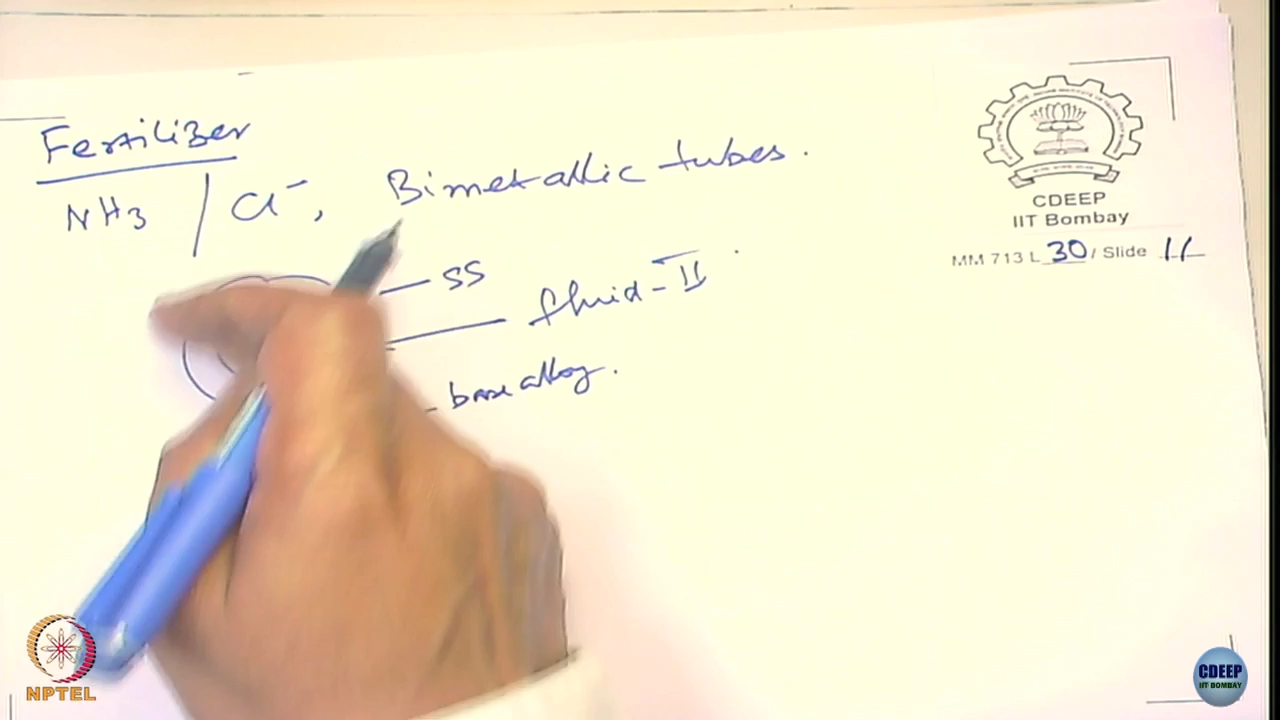 Fertilizer
NH3 / Cl⁻, Bimetallic tubes.
SS
fluid-II
base alloy.
CDEEP
IIT Bombay
MM 713 L 30 / Slide 11
NPTEL
CDEEP
IIT BOMBAY